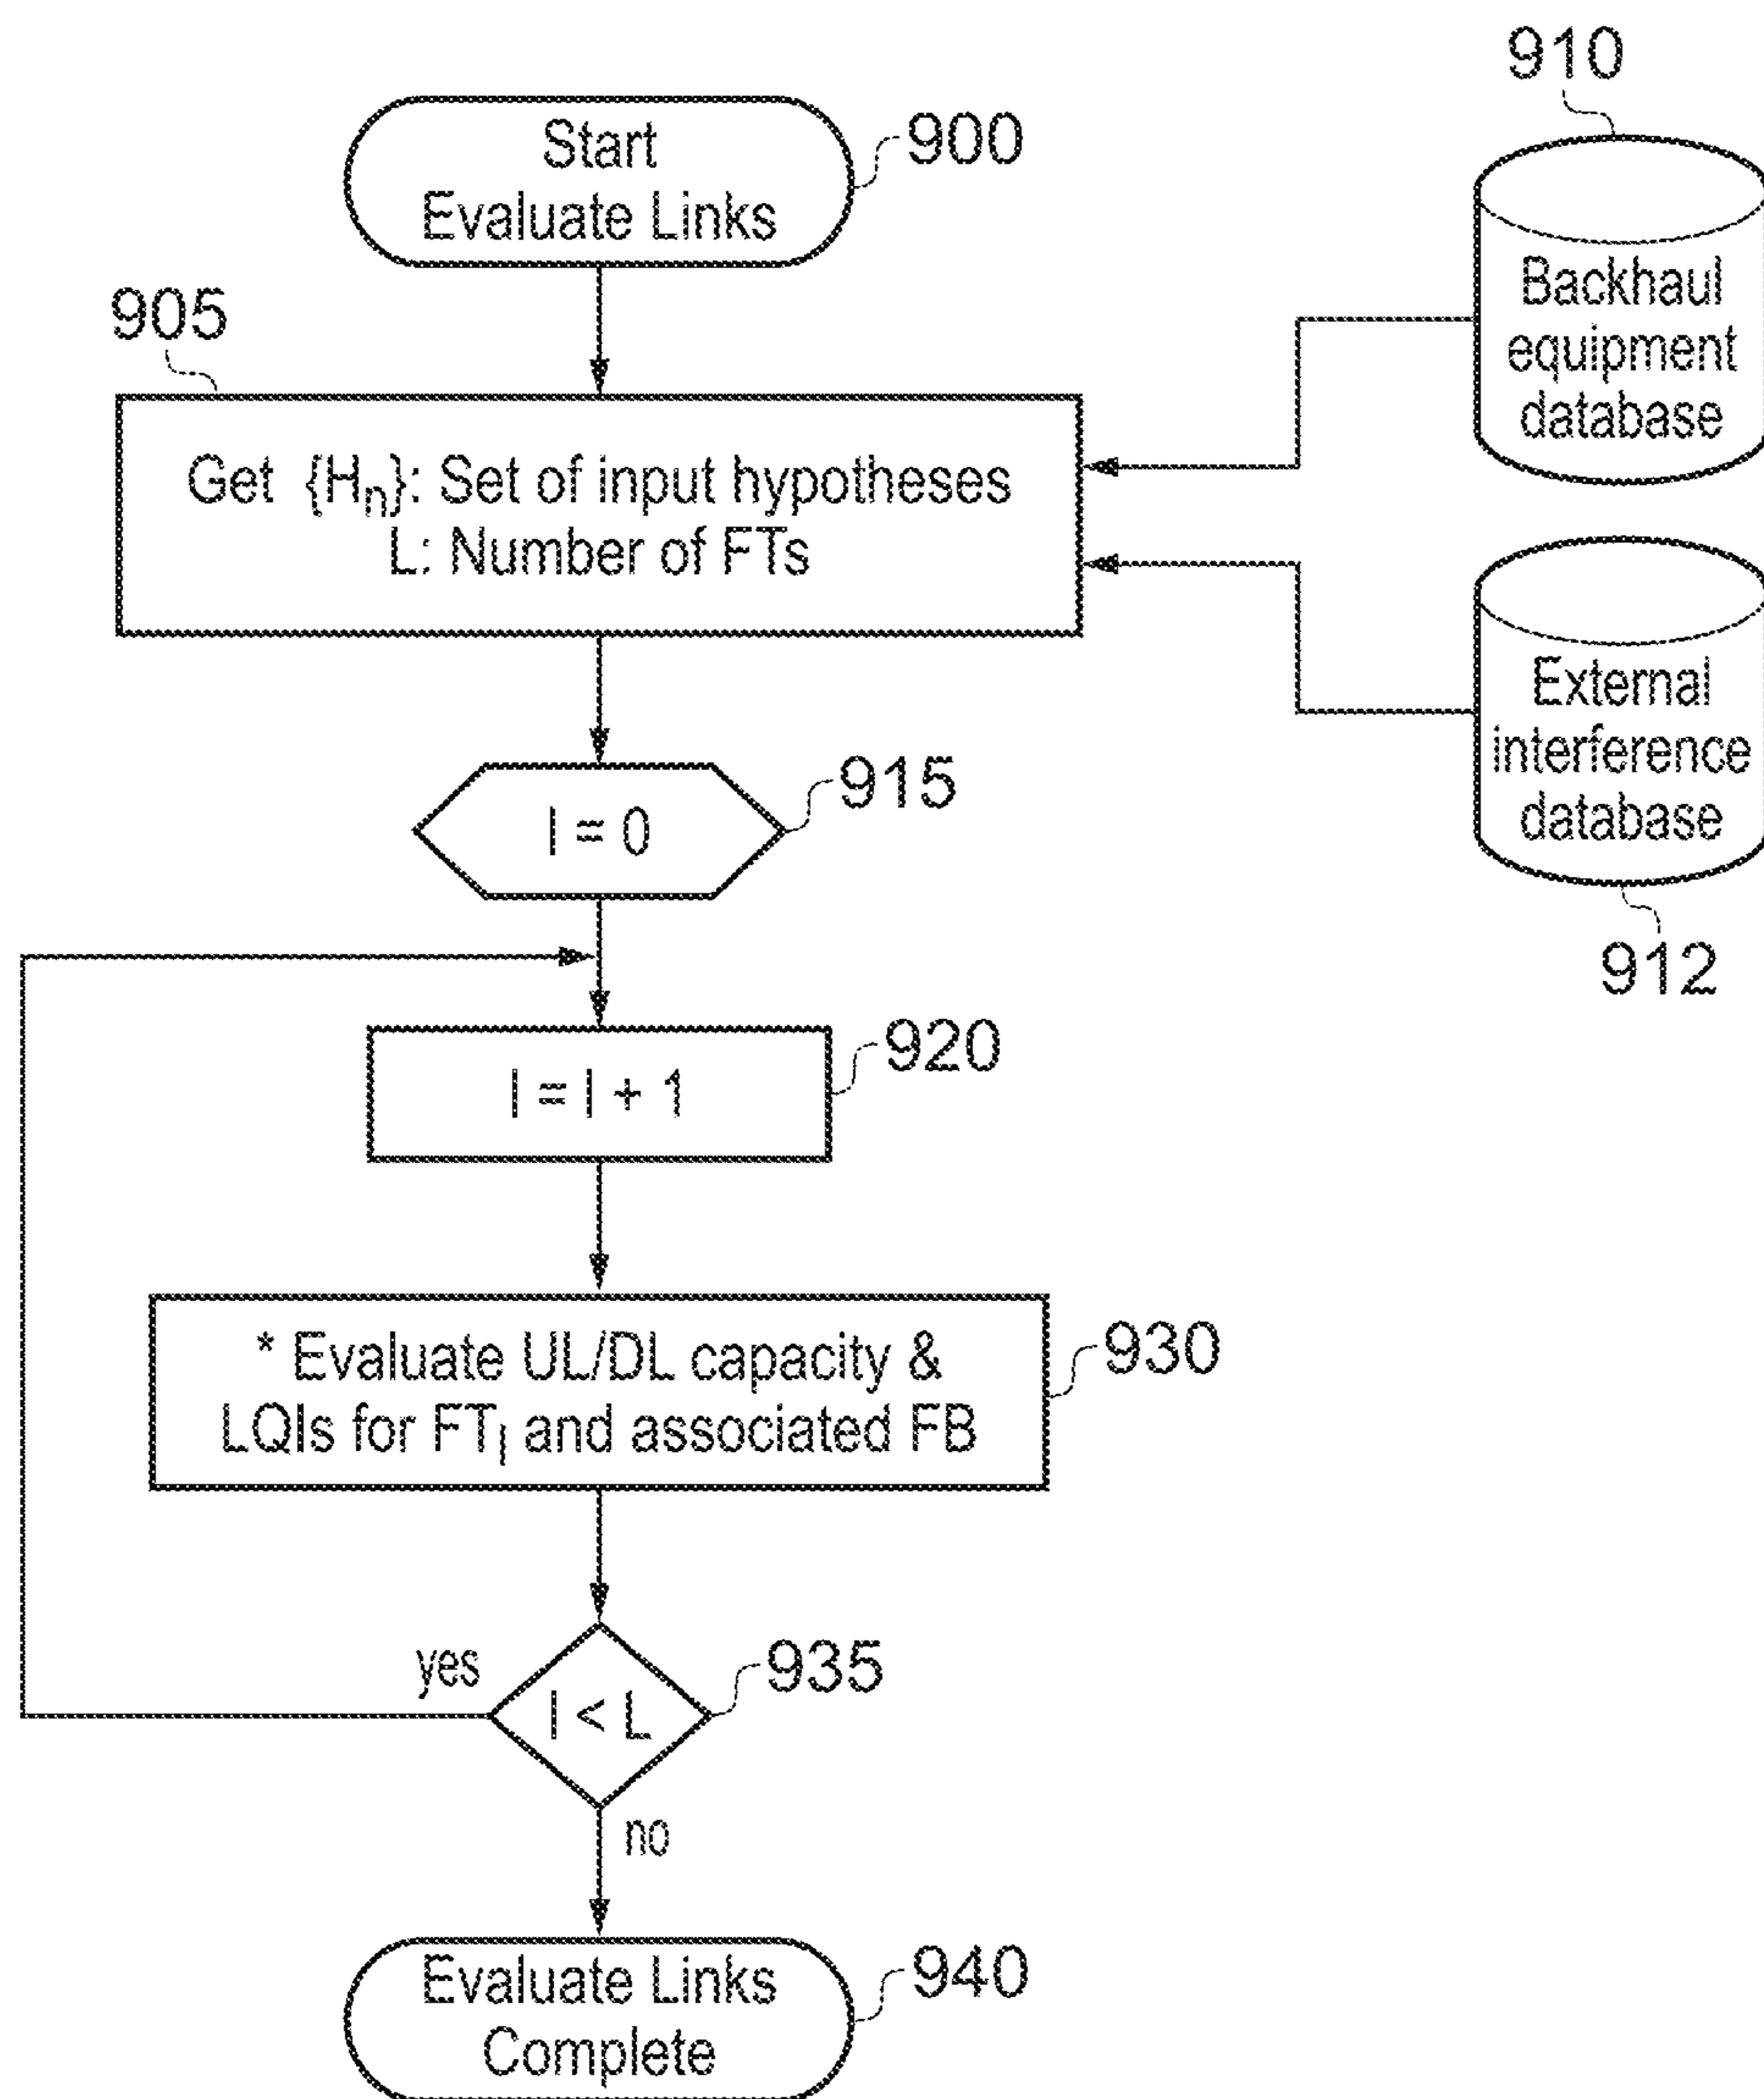 910
Start
Evaluate Links
900
Backhaul
equipment
database
905
Get {Hn}: Set of input hypotheses
L: Number of FTs
External
interference
database
912
l = 0
915
l = l + 1
920
* Evaluate UL/DL capacity &
LQIs for FTl and associated FB
930
yes
l < L
935
no
Evaluate Links
Complete
940